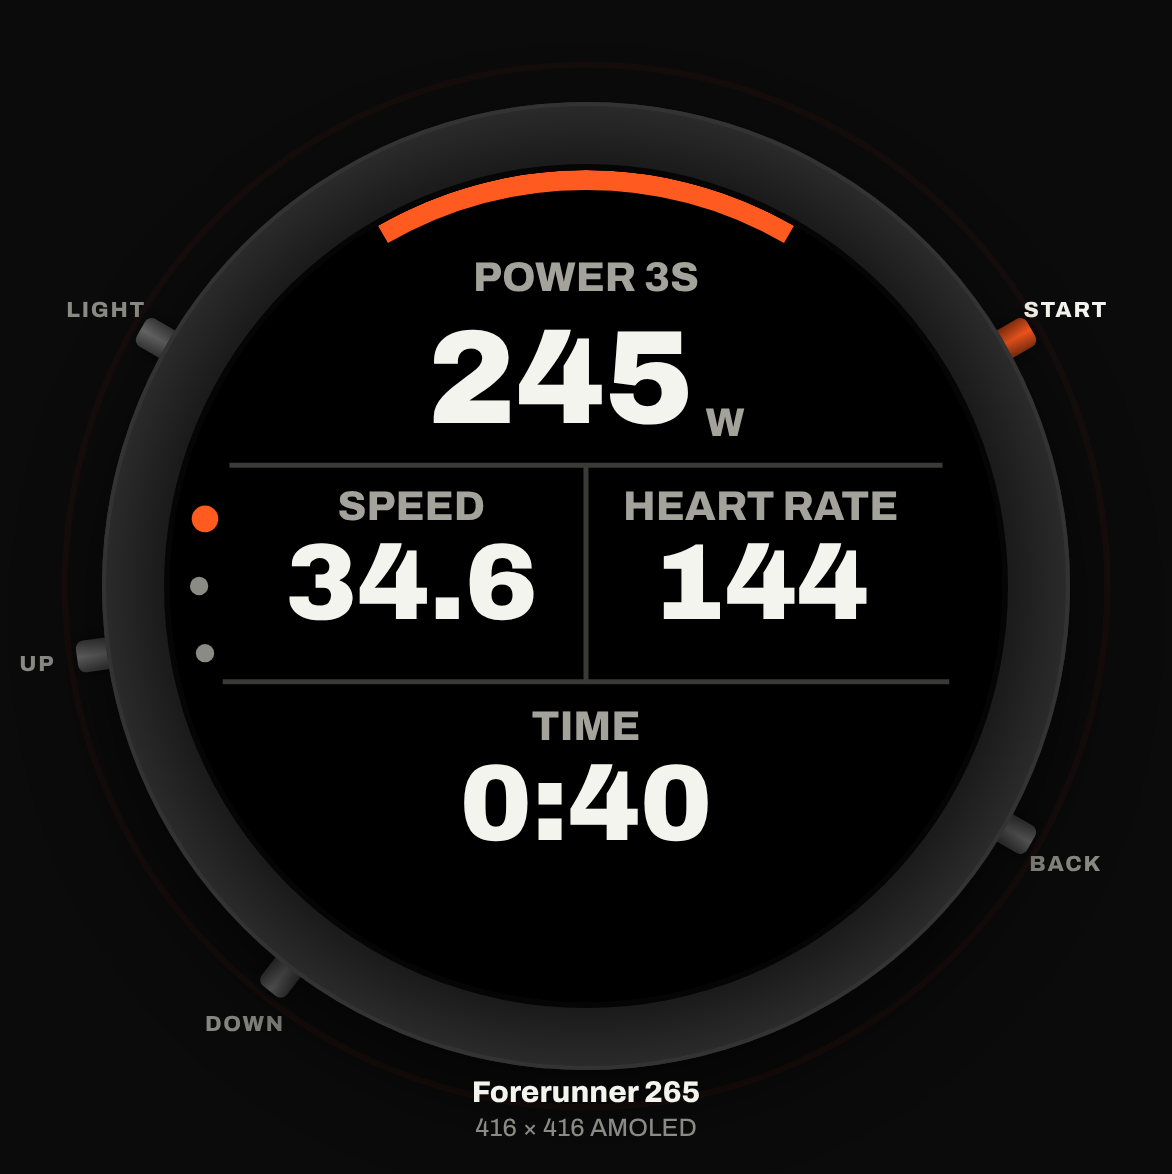 LIGHT
START
POWER 3S
245 W
SPEED
HEART RATE
34.6
144
UP
TIME
0:40
BACK
DOWN
Forerunner 265
416 × 416 AMOLED